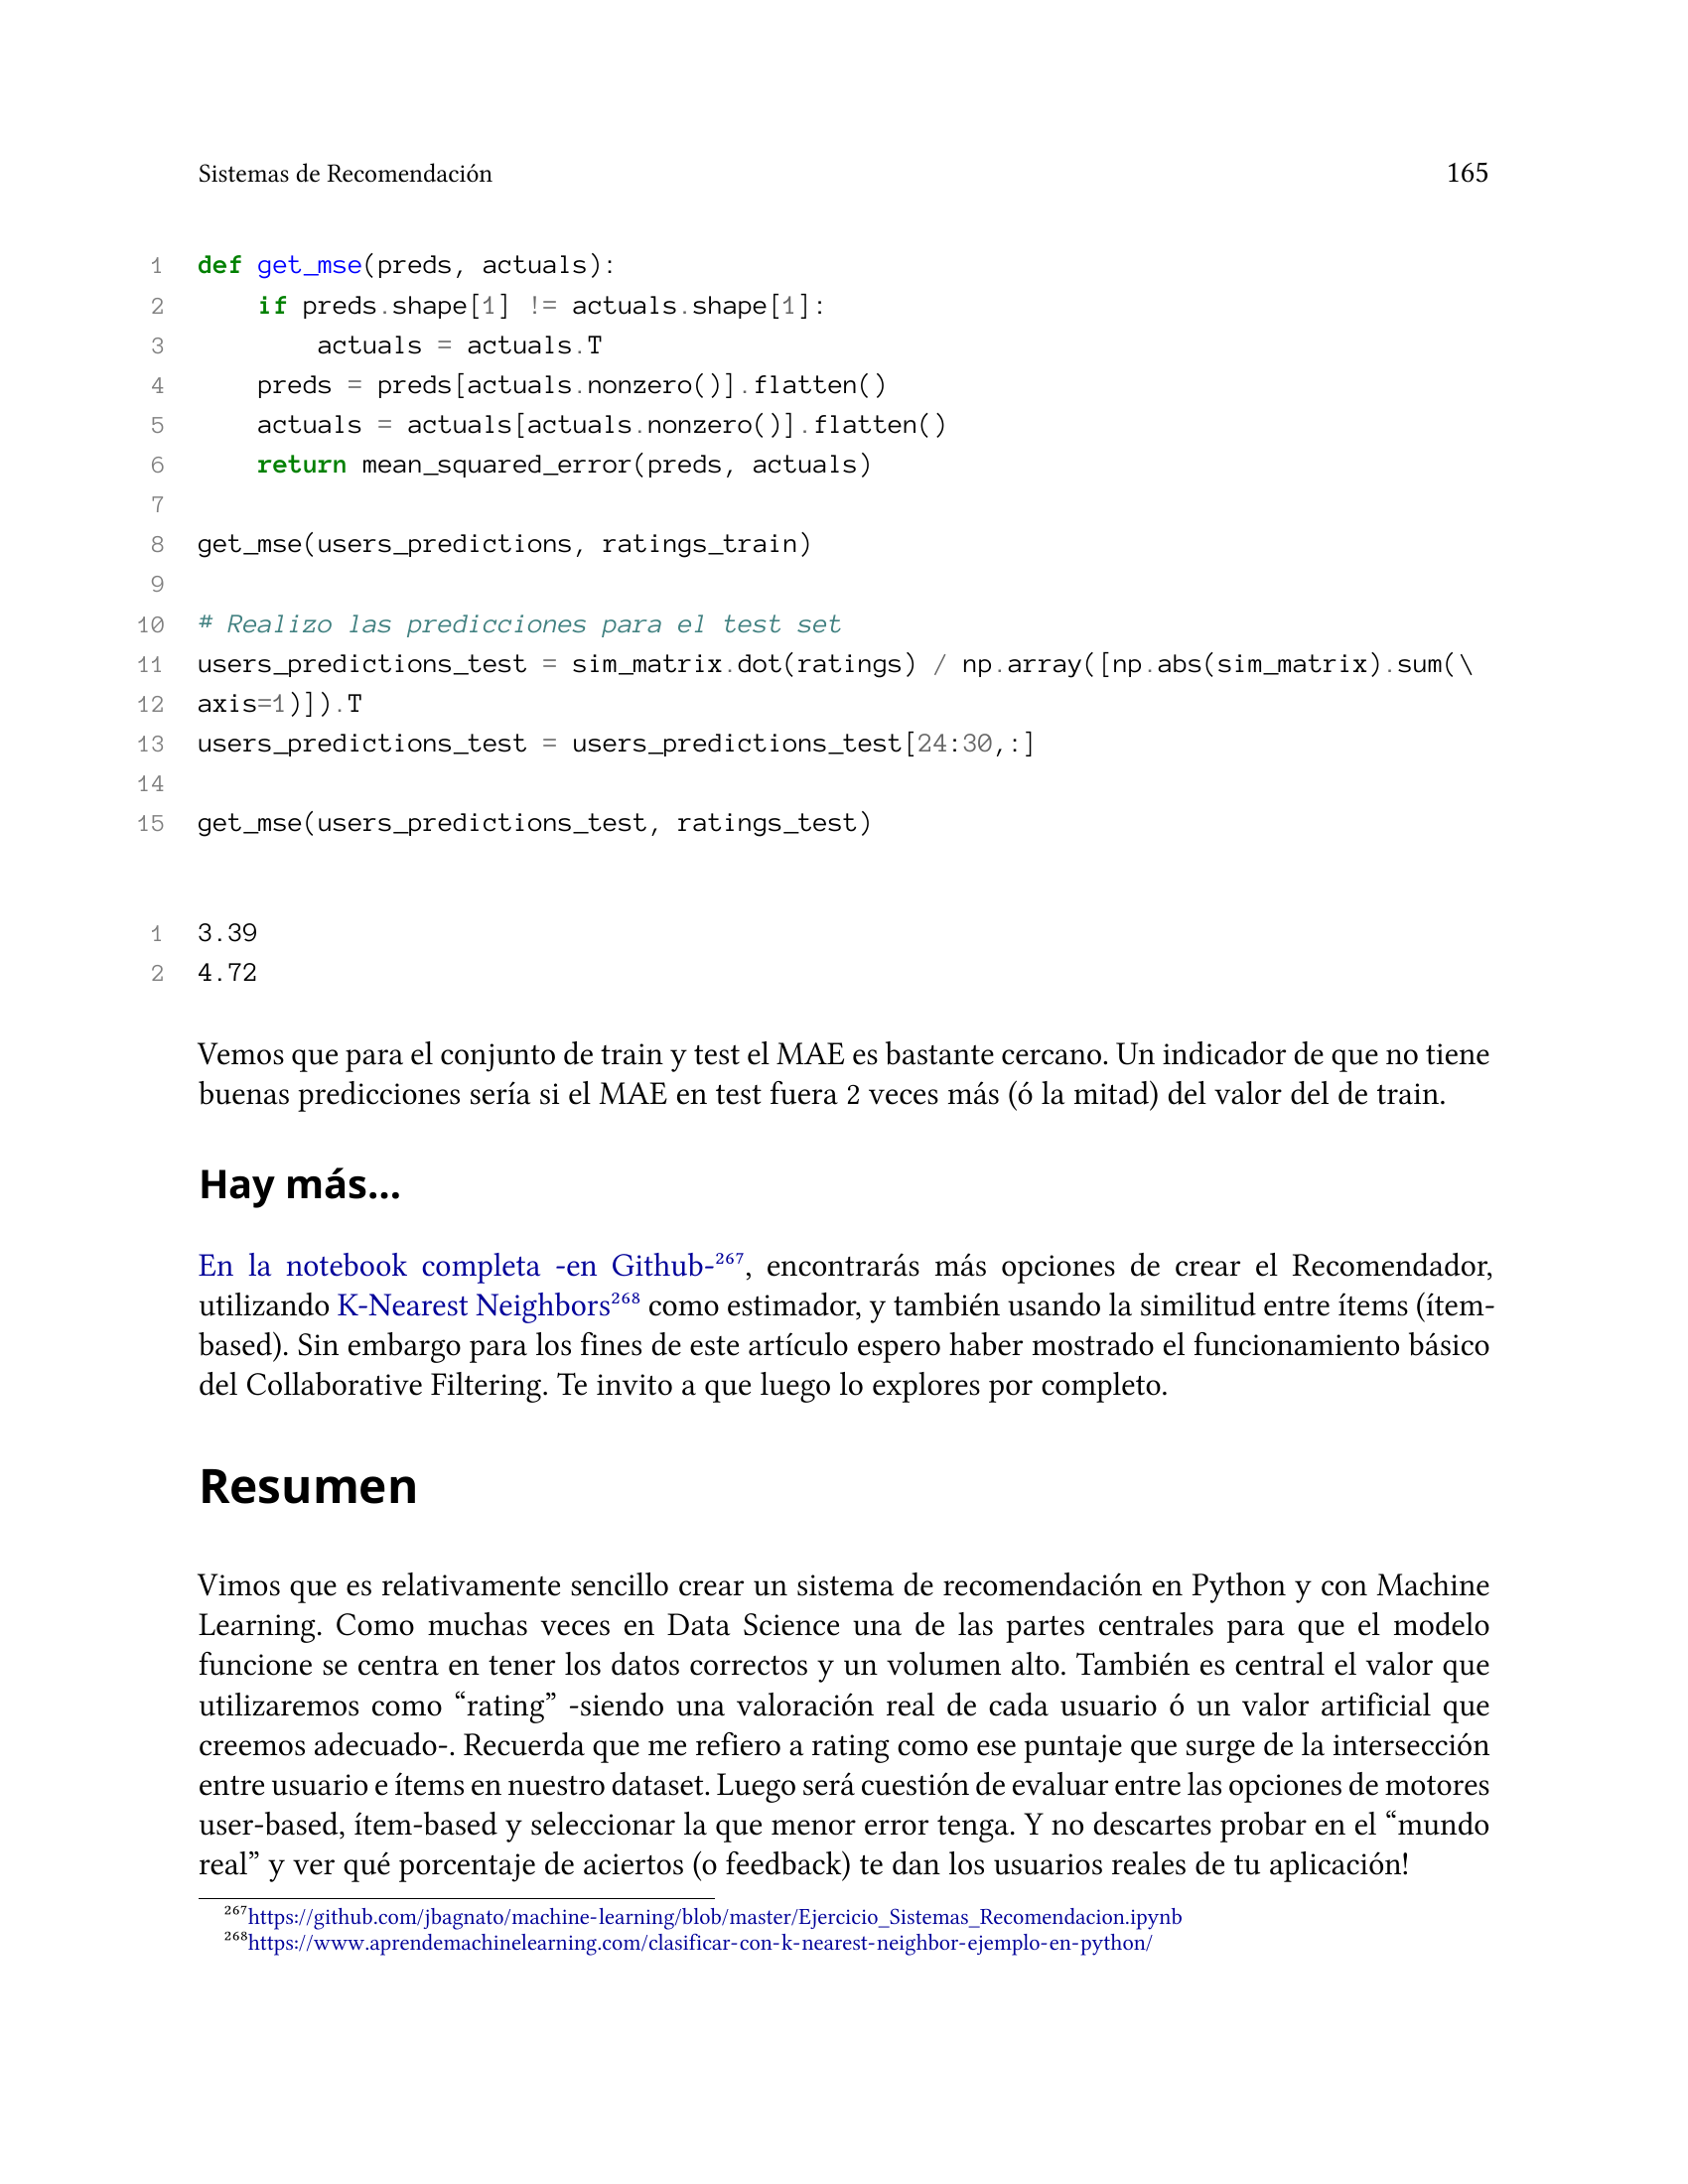 Sistemas de Recomendación 165
1 def get_mse(preds, actuals):
2     if preds.shape[1] != actuals.shape[1]:
3         actuals = actuals.T
4     preds = preds[actuals.nonzero()].flatten()
5     actuals = actuals[actuals.nonzero()].flatten()
6     return mean_squared_error(preds, actuals)
7
8 get_mse(users_predictions, ratings_train)
9
10 # Realizo las predicciones para el test set
11 users_predictions_test = sim_matrix.dot(ratings) / np.array([np.abs(sim_matrix).sum(\
12 axis=1)]).T
13 users_predictions_test = users_predictions_test[24:30,:]
14
15 get_mse(users_predictions_test, ratings_test)
1 3.39
2 4.72
Vemos que para el conjunto de train y test el MAE es bastante cercano. Un indicador de que no tiene
buenas predicciones sería si el MAE en test fuera 2 veces más (ó la mitad) del valor del de train.
Hay más...
En la notebook completa -en Github-²⁶⁷, encontrarás más opciones de crear el Recomendador,
utilizando K-Nearest Neighbors²⁶⁸ como estimador, y también usando la similitud entre ítems (ítem-
based). Sin embargo para los fines de este artículo espero haber mostrado el funcionamiento básico
del Collaborative Filtering. Te invito a que luego lo explores por completo.
Resumen
Vimos que es relativamente sencillo crear un sistema de recomendación en Python y con Machine
Learning. Como muchas veces en Data Science una de las partes centrales para que el modelo
funcione se centra en tener los datos correctos y un volumen alto. También es central el valor que
utilizaremos como “rating” -siendo una valoración real de cada usuario ó un valor artificial que
creemos adecuado-. Recuerda que me refiero a rating como ese puntaje que surge de la intersección
entre usuario e ítems en nuestro dataset. Luego será cuestión de evaluar entre las opciones de motores
user-based, ítem-based y seleccionar la que menor error tenga. Y no descartes probar en el “mundo
real” y ver qué porcentaje de aciertos (o feedback) te dan los usuarios reales de tu aplicación!
²⁶⁷https://github.com/jbagnato/machine-learning/blob/master/Ejercicio_Sistemas_Recomendacion.ipynb
²⁶⁸https://www.aprendemachinelearning.com/clasificar-con-k-nearest-neighbor-ejemplo-en-python/